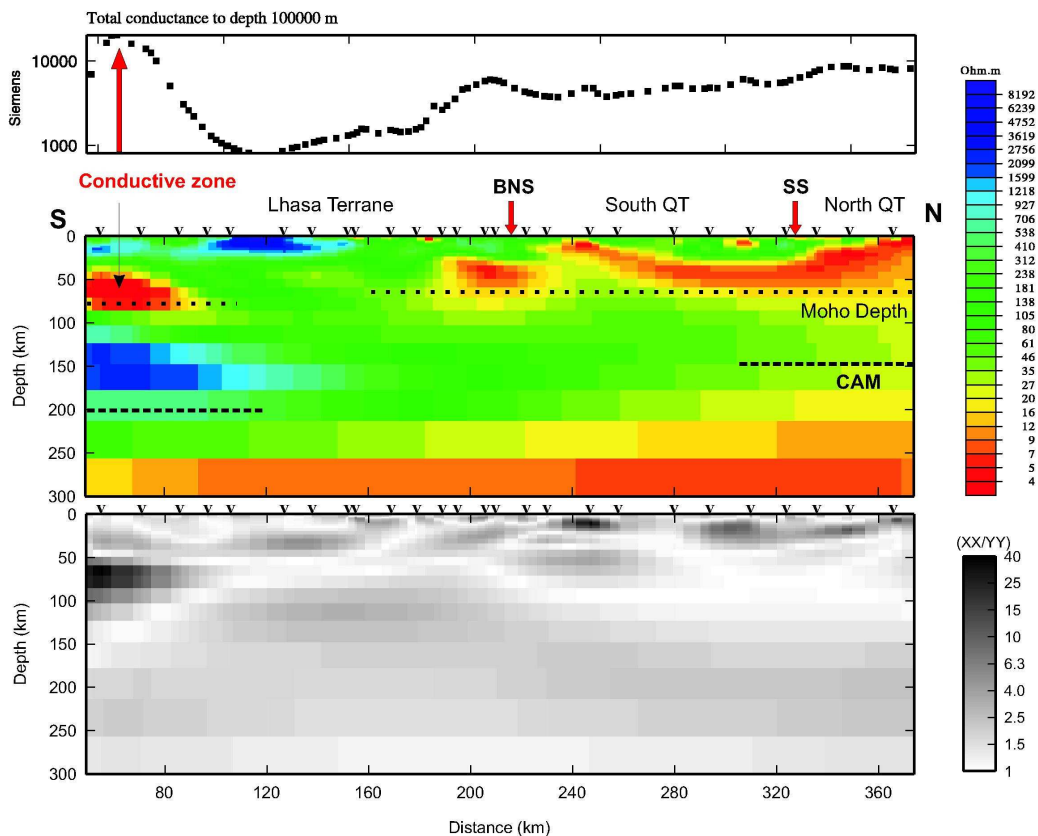 Total conductance to depth 100000 m
Siemens
10000
1000
Conductive zone
BNS
SS
S
Lhasa Terrane
South QT
North QT
N
v v v v v v v v v v v v v v v v v v v v v v v v
Depth (km)
0
50
100
150
200
250
300
Moho Depth
CAM
Ohm.m
8192
6239
4752
3619
2756
2099
1599
1218
927
706
538
410
312
238
181
138
105
80
61
46
35
27
20
16
12
9
7
5
4
v v v v v v v v v v v v v v v v v v v v v v v v
Depth (km)
0
50
100
150
200
250
300
80 120 160 200 240 280 320 360
Distance (km)
(XX/YY)
40
25
15
10
6.3
4.0
2.5
1.5
1